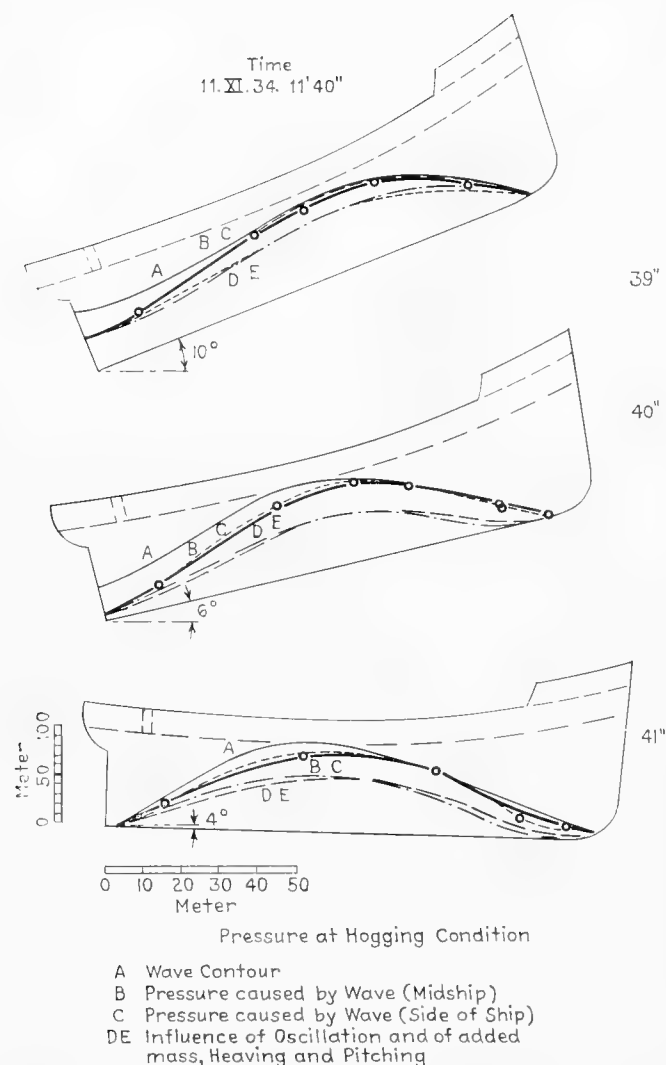 Time
11.XI.34. 11'40"
A B C
D E
10°
39"
40"
A B C D E
6°
41"
A
B C
D E
4°
Meter
0 50 100
0 10 20 30 40 50
Meter
Pressure at Hogging Condition
A Wave Contour
B Pressure caused by Wave (Midship)
C Pressure caused by Wave (Side of Ship)
DE Influence of Oscillation and of added
mass, Heaving and Pitching